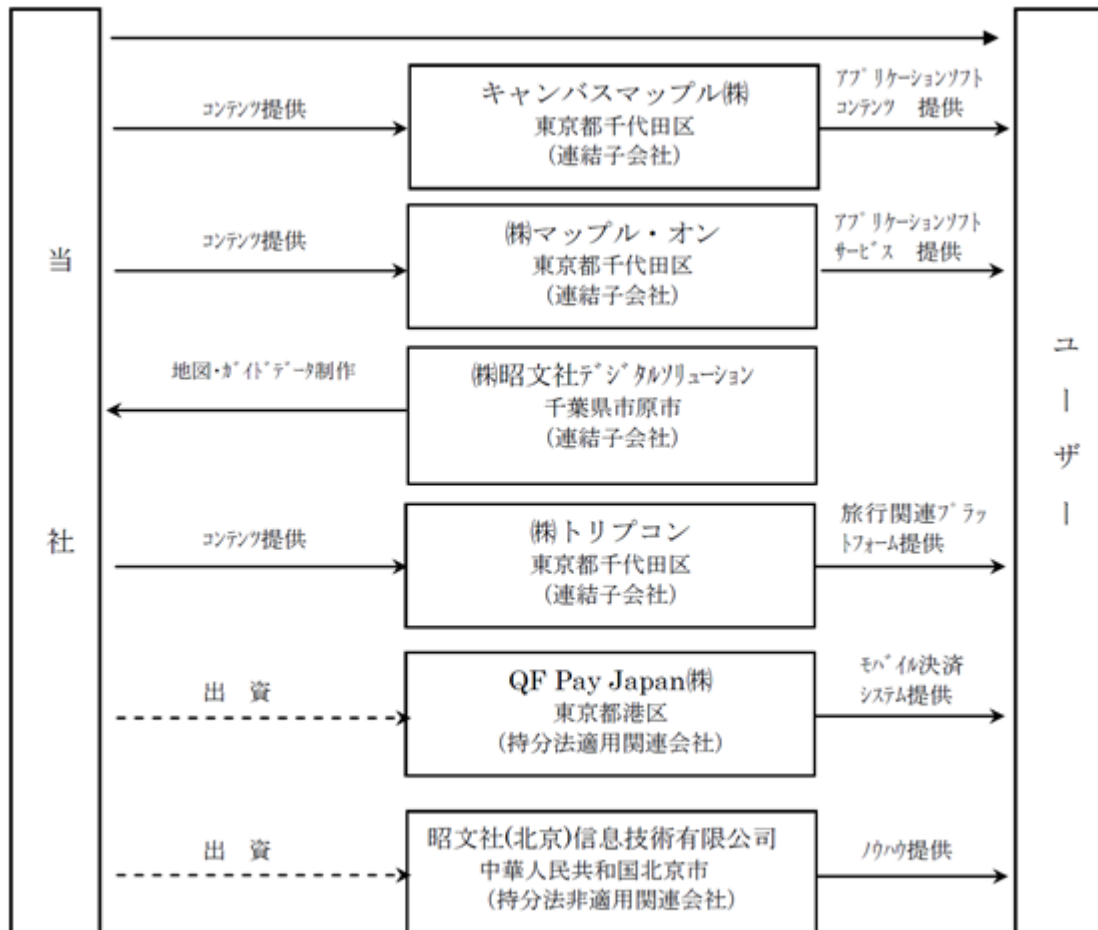 当社
コンテンツ提供
キャンバスマップル㈱
東京都千代田区
(連結子会社)
ｱﾌﾟﾘｹｰｼｮﾝｿﾌﾄ
ｺﾝﾃﾝﾂ 提供
コンテンツ提供
㈱マップル・オン
東京都千代田区
(連結子会社)
ｱﾌﾟﾘｹｰｼｮﾝｿﾌﾄ
ｻｰﾋﾞｽ 提供
地図・ｶﾞｲﾄﾞﾃﾞｰﾀ制作
㈱昭文社ﾃﾞｼﾞﾀﾙｿﾘｭｰｼｮﾝ
千葉県市原市
(連結子会社)
コンテンツ提供
㈱トリプコン
東京都千代田区
(連結子会社)
旅行関連ﾌﾟﾗｯ
ﾄﾌｫｰﾑ提供
出 資
QF Pay Japan㈱
東京都港区
(持分法適用関連会社)
ﾓﾊﾞｲﾙ決済
ｼｽﾃﾑ提供
出 資
昭文社(北京)信息技術有限公司
中華人民共和国北京市
(持分法非適用関連会社)
ﾉｳﾊｳ提供
ユーザー